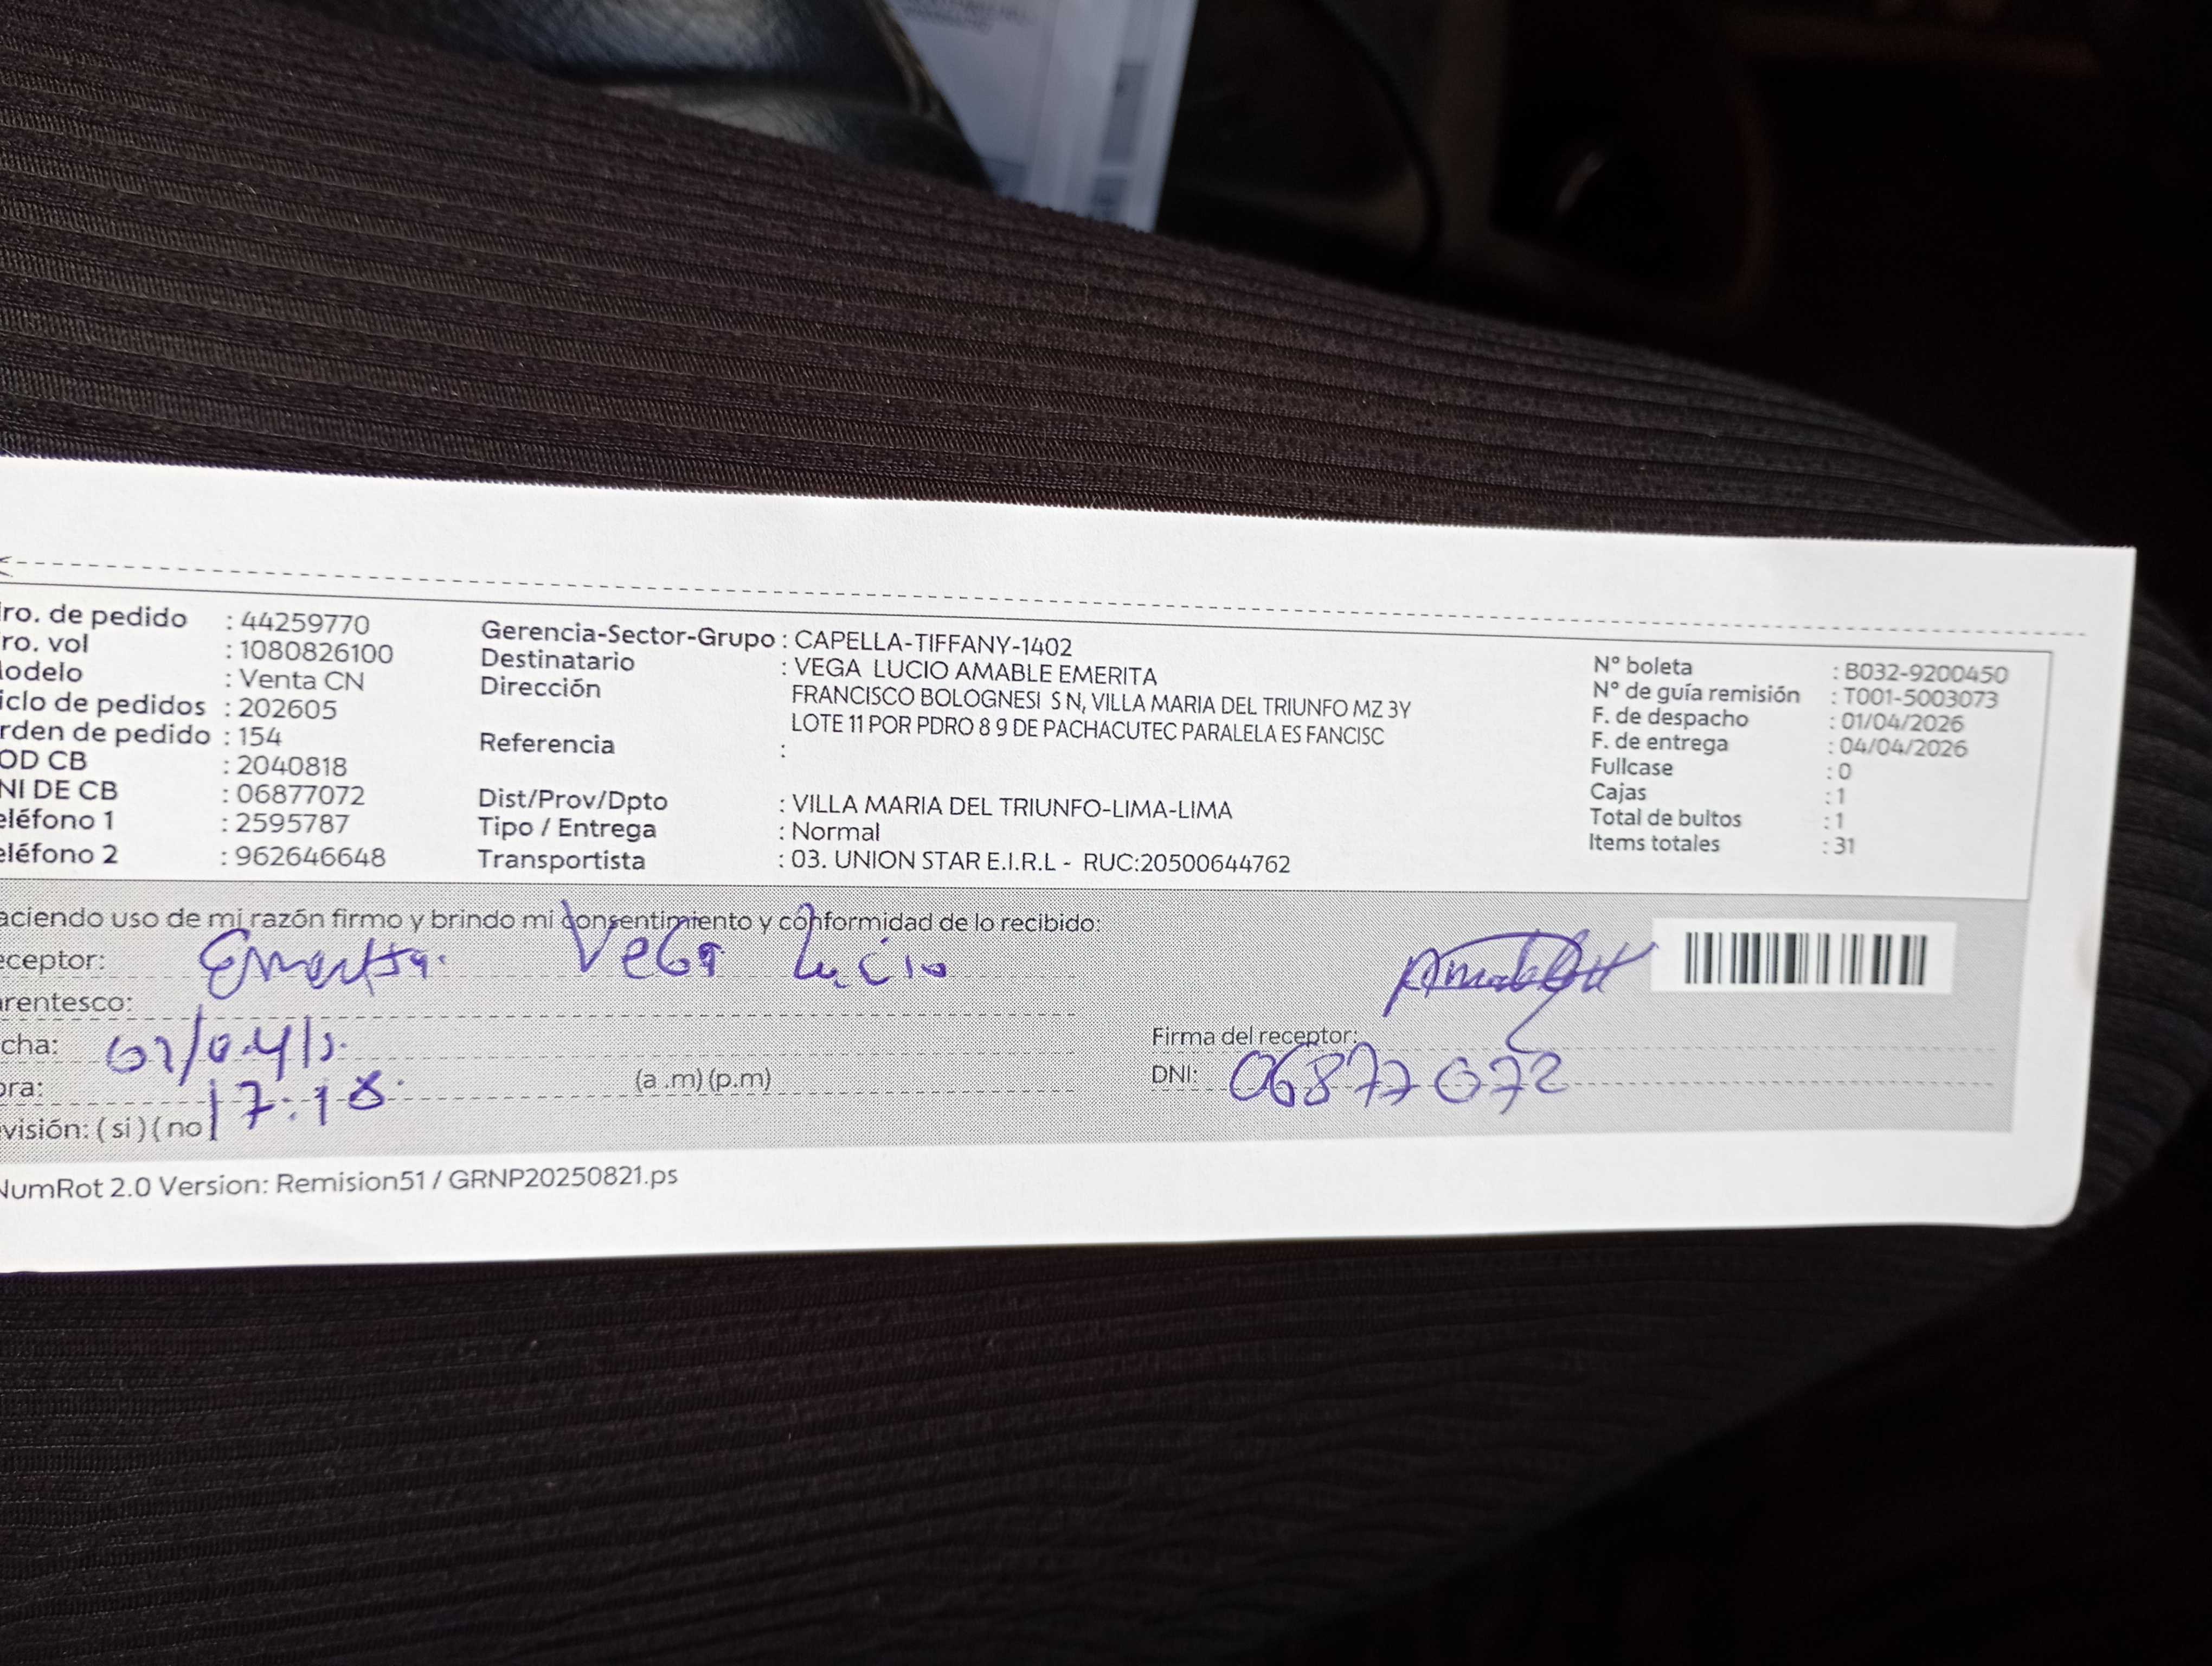 ro. de pedido : 44259770
ro. vol : 1080826100
odelo : Venta CN
iclo de pedidos : 202605
rden de pedido : 154
OD CB : 2040818
NI DE CB : 06877072
eléfono 1 : 2595787
eléfono 2 : 962646648
Gerencia-Sector-Grupo : CAPELLA-TIFFANY-1402
Destinatario : VEGA LUCIO AMABLE EMERITA
Dirección FRANCISCO BOLOGNESI S N, VILLA MARIA DEL TRIUNFO MZ 3Y
LOTE 11 POR PDRO 8 9 DE PACHACUTEC PARALELA ES FANCISC
Referencia :
Dist/Prov/Dpto : VILLA MARIA DEL TRIUNFO-LIMA-LIMA
Tipo / Entrega : Normal
Transportista : 03. UNION STAR E.I.R.L - RUC:20500644762
N° boleta : B032-9200450
N° de guía remisión : T001-5003073
F. de despacho : 01/04/2026
F. de entrega : 04/04/2026
Fullcase : 0
Cajas : 1
Total de bultos : 1
Items totales : 31
aciendo uso de mi razón firmo y brindo mi consentimiento y conformidad de lo recibido:
eceptor: Emerita Vega Lucio
arentesco:
cha:
ora: 17:18 (a .m) (p.m)
visión: ( si ) ( no
Firma del receptor:
DNI: 06877072
NumRot 2.0 Version: Remision51 / GRNP20250821.ps